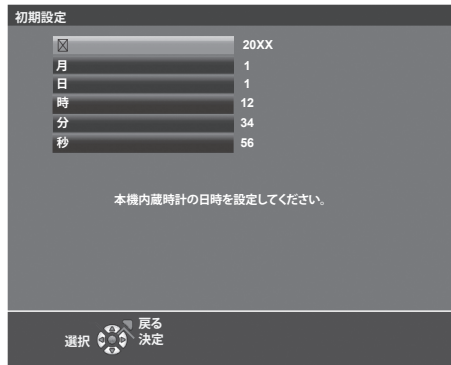 初期設定
20XX
月 1
日 1
時 12
分 34
秒 56
本機内蔵時計の日時を設定してください。
戻る
選択 決定